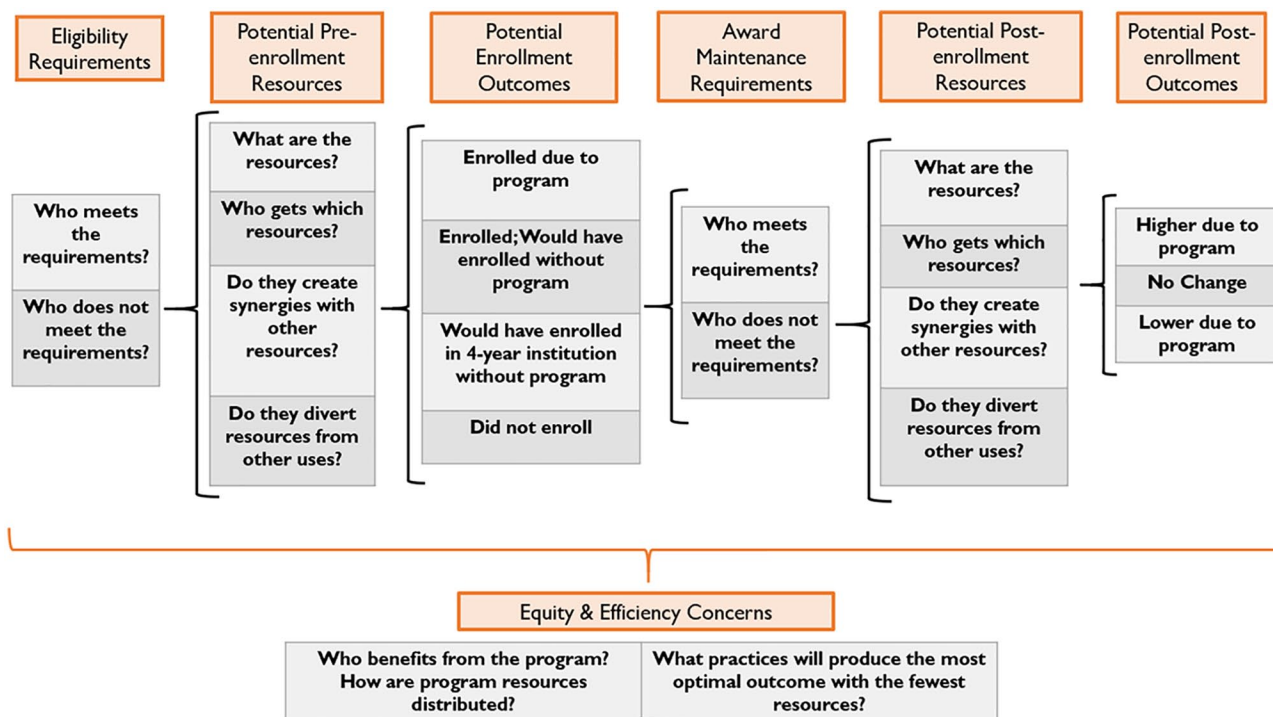 Eligibility
Requirements
Potential Pre-
enrollment
Resources
Potential
Enrollment
Outcomes
Award
Maintenance
Requirements
Potential Post-
enrollment
Resources
Potential Post-
enrollment
Outcomes
Who meets
the
requirements?
Who does not
meet the
requirements?
What are the
resources?
Who gets which
resources?
Do they create
synergies with
other
resources?
Do they divert
resources from
other uses?
Enrolled due to
program
Enrolled; Would have
enrolled without
program
Would have enrolled
in 4-year institution
without program
Did not enroll
Who meets
the
requirements?
Who does not
meet the
requirements?
What are the
resources?
Who gets which
resources?
Do they create
synergies with
other resources?
Do they divert
resources from
other uses?
Higher due to
program
No Change
Lower due to
program
Equity & Efficiency Concerns
Who benefits from the program?
How are program resources
distributed?
What practices will produce the most
optimal outcome with the fewest
resources?